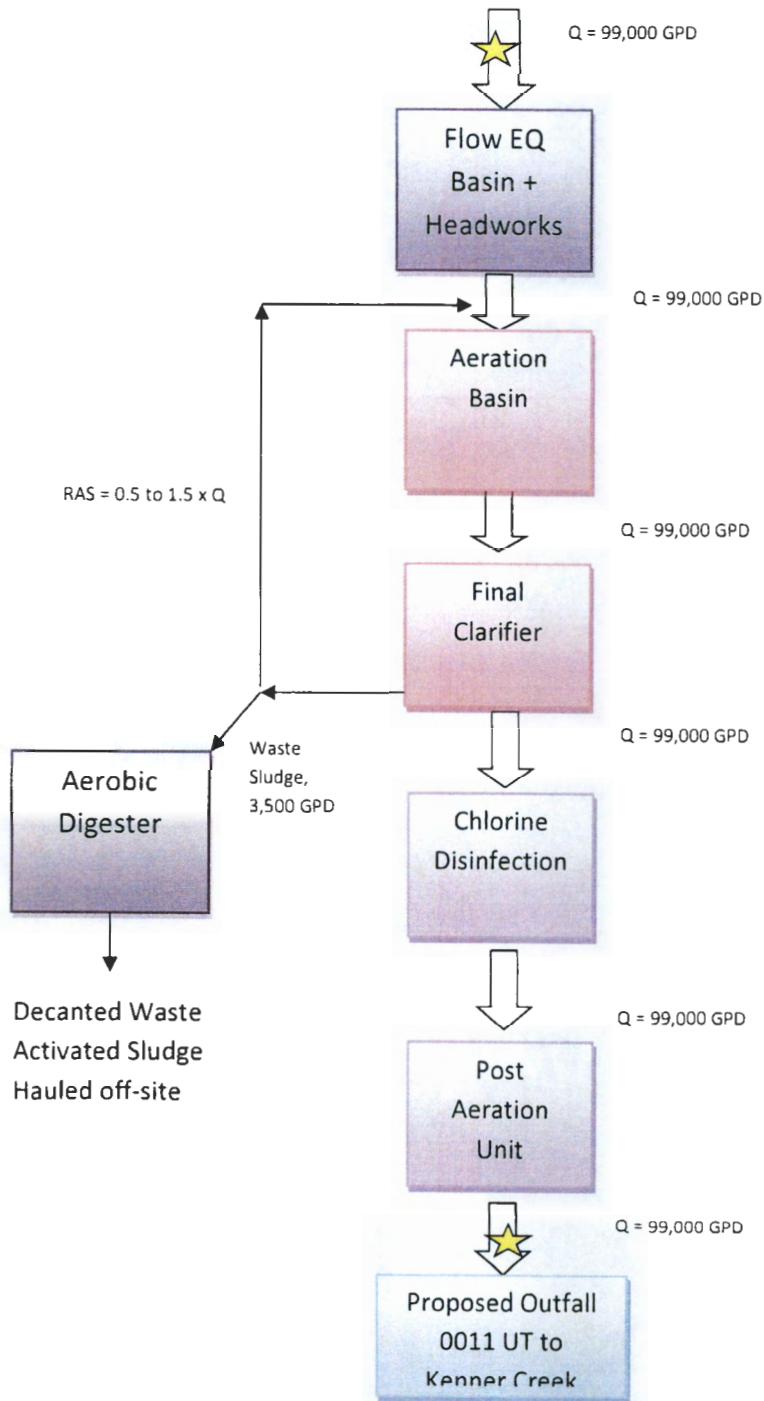 Q = 99,000 GPD
Flow EQ
Basin +
Headworks
Q = 99,000 GPD
Aeration
Basin
RAS = 0.5 to 1.5 x Q
Q = 99,000 GPD
Final
Clarifier
Q = 99,000 GPD
Waste
Sludge,
3,500 GPD
Aerobic
Digester
Chlorine
Disinfection
Decanted Waste
Activated Sludge
Hauled off-site
Q = 99,000 GPD
Post
Aeration
Unit
Q = 99,000 GPD
Proposed Outfall
0011 UT to
Kenner Creek